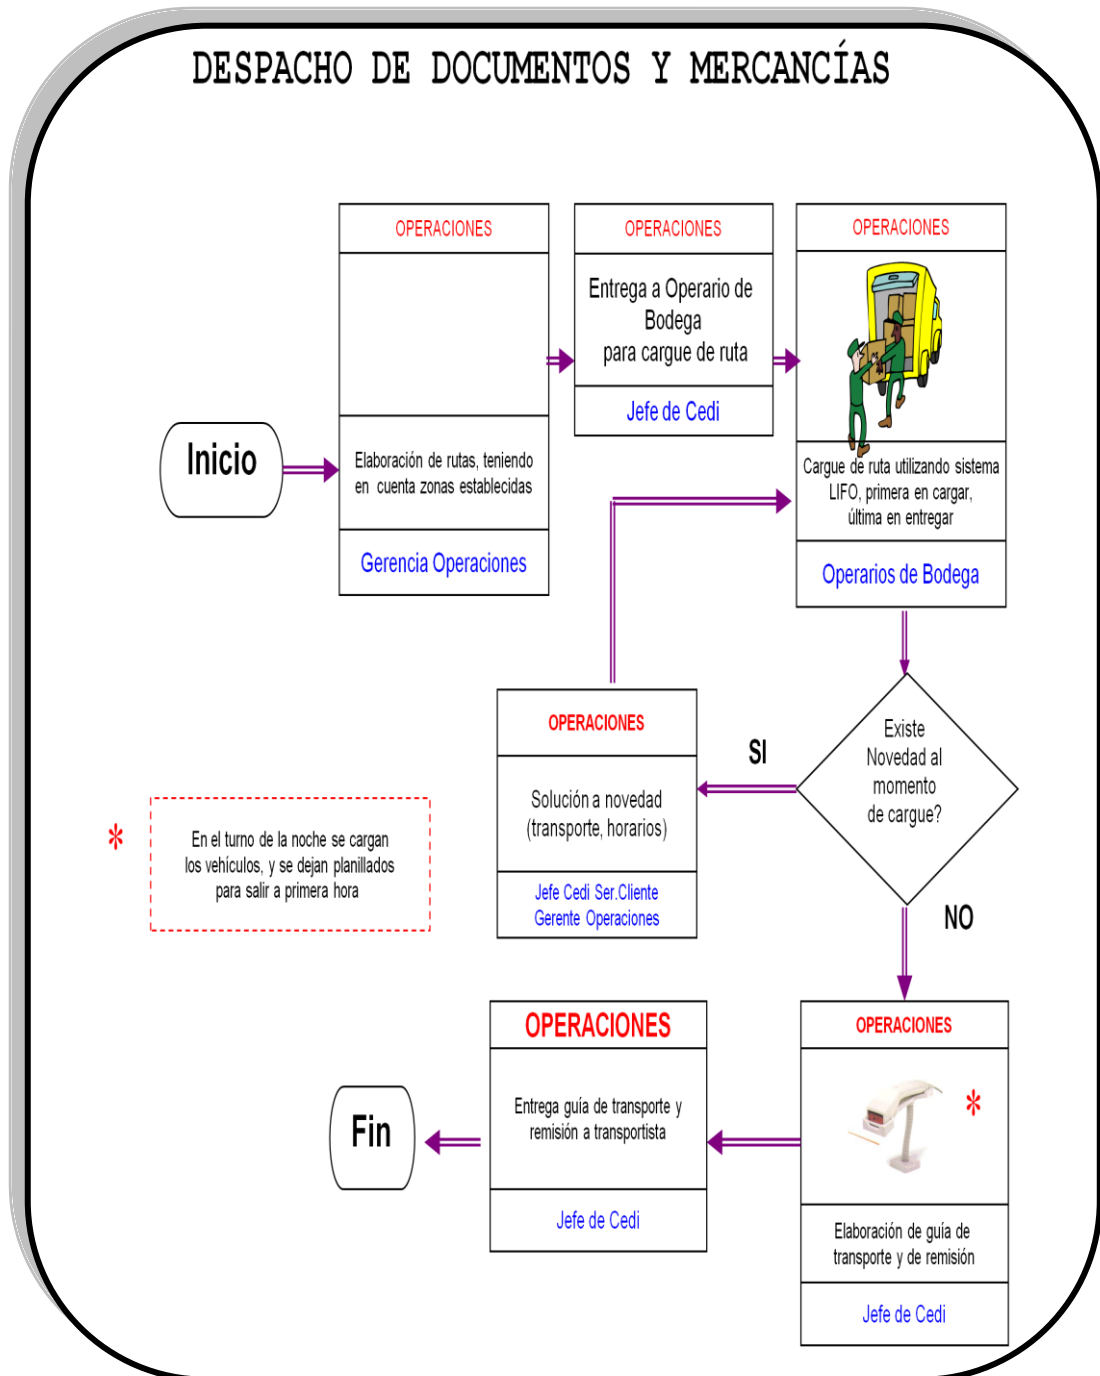 DESPACHO DE DOCUMENTOS Y MERCANCÍAS
Inicio
OPERACIONES
Elaboración de rutas, teniendo
en cuenta zonas establecidas
Gerencia Operaciones
OPERACIONES
Entrega a Operario de
Bodega
para cargue de ruta
Jefe de Cedi
OPERACIONES
Cargue de ruta utilizando sistema
LIFO, primera en cargar,
última en entregar
Operarios de Bodega
Existe
Novedad al
momento
de cargue?
SI
OPERACIONES
Solución a novedad
(transporte, horarios)
Jefe Cedi Ser.Cliente
Gerente Operaciones
*
En el turno de la noche se cargan
los vehículos, y se dejan planillados
para salir a primera hora
NO
OPERACIONES
*
Elaboración de guía de
transporte y de remisión
Jefe de Cedi
OPERACIONES
Entrega guía de transporte y
remisión a transportista
Jefe de Cedi
Fin